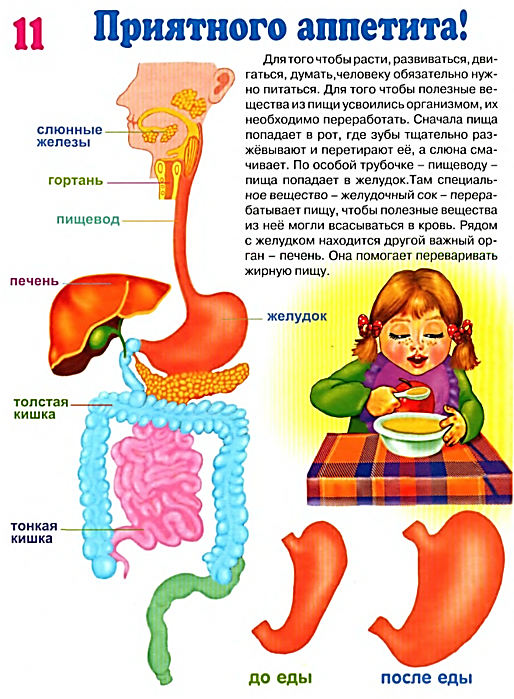 11
Приятного аппетита!
Для того чтобы расти, развиваться, дви-
гаться, думать,человеку обязательно нуж-
но питаться. Для того чтобы полезные ве-
щества из пищи усвоились организмом, их
необходимо переработать. Сначала пища
попадает в рот, где зубы тщательно раз-
жёвывают и перетирают её, а слюна сма-
чивает. По особой трубочке – пищеводу –
пища попадает в желудок.Там специаль-
ное вещество – желудочный сок – перера-
батывает пищу, чтобы полезные вещества
из неё могли всасываться в кровь. Рядом
с желудком находится другой важный ор-
ган – печень. Она помогает переваривать
жирную пищу.
слюнные
железы
гортань
пищевод
печень
желудок
толстая
кишка
тонкая
кишка
до еды
после еды